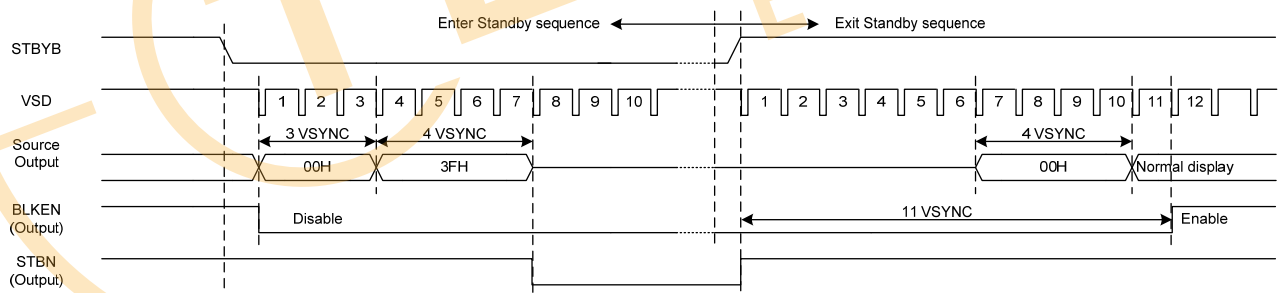 Enter Standby sequence Exit Standby sequence
STBYB
VSD 1 2 3 4 5 6 7 8 9 10 1 2 3 4 5 6 7 8 9 10 11 12
3 VSYNC 4 VSYNC 4 VSYNC
Source
Output
00H 3FH 00H Normal display
BLKEN
(Output)
Disable 11 VSYNC Enable
STBN
(Output)